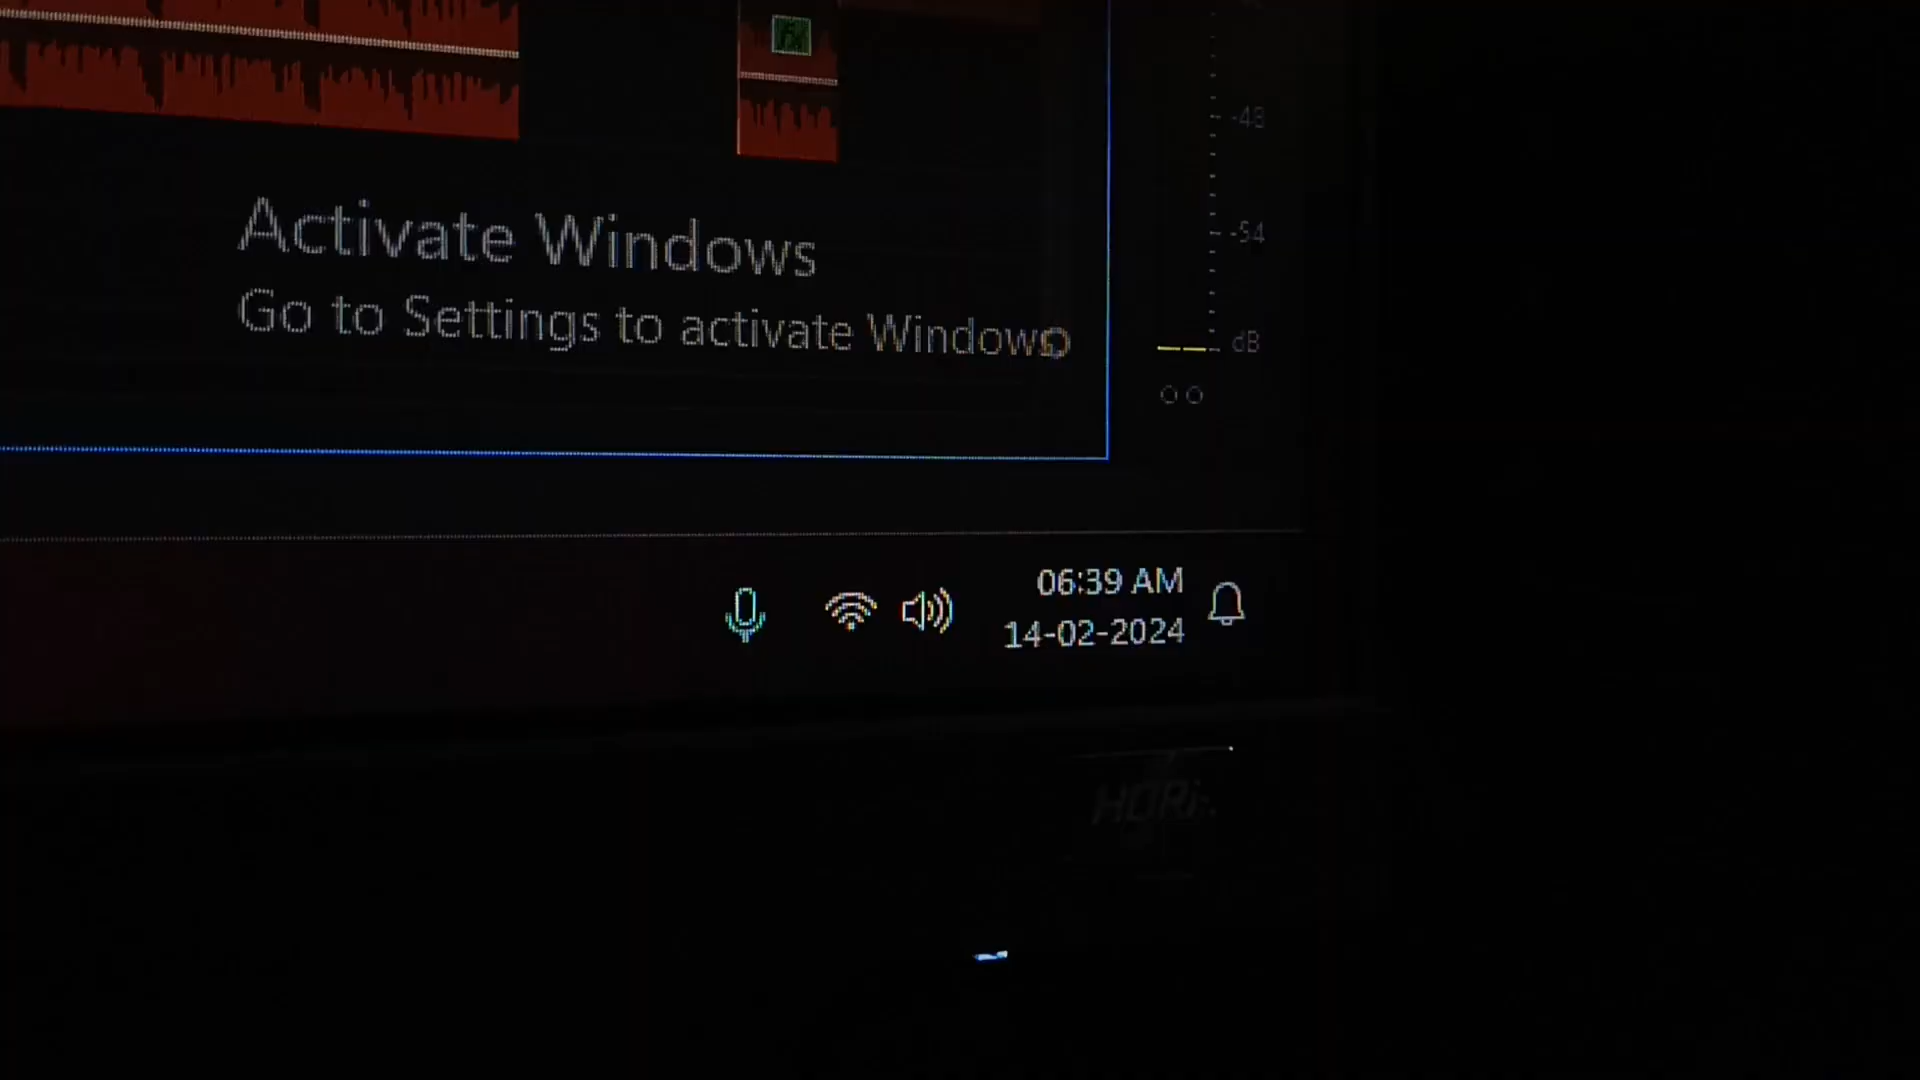 -48
Activate Windows
-54
Go to Settings to activate Windows
dB
06:39 AM
14-02-2024